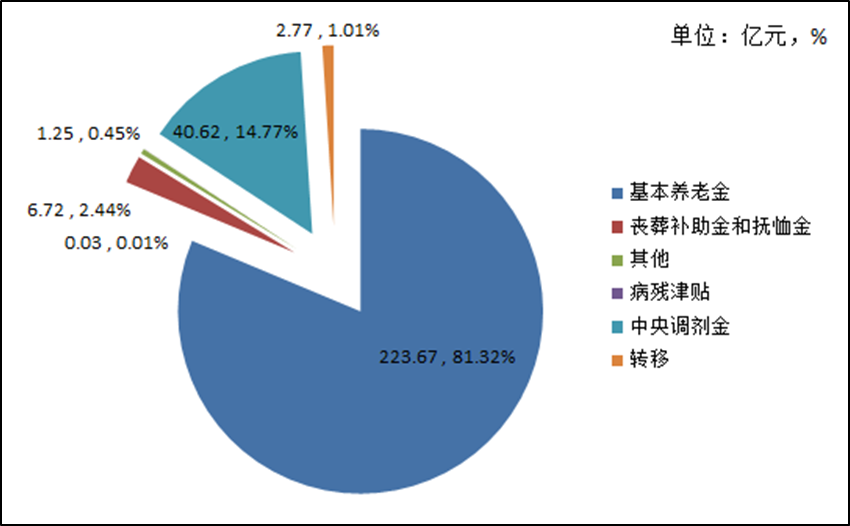 2.77 , 1.01%
单位：亿元，%
40.62 , 14.77%
1.25 , 0.45%
6.72 , 2.44%
0.03 , 0.01%
223.67 , 81.32%
基本养老金
丧葬补助金和抚恤金
其他
病残津贴
中央调剂金
转移